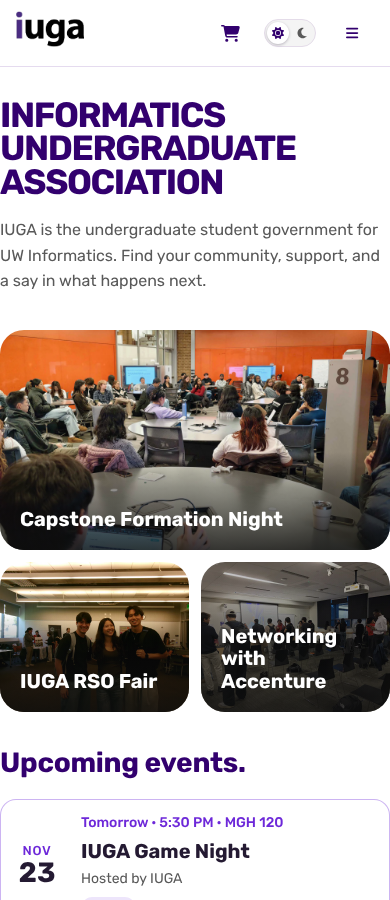 iuga
INFORMATICS
UNDERGRADUATE
ASSOCIATION
IUGA is the undergraduate student government for
UW Informatics. Find your community, support, and
a say in what happens next.
8
Capstone Formation Night
IUGA RSO Fair
Networking
with
Accenture
Upcoming events.
Tomorrow • 5:30 PM • MGH 120
NOV
23
IUGA Game Night
Hosted by IUGA